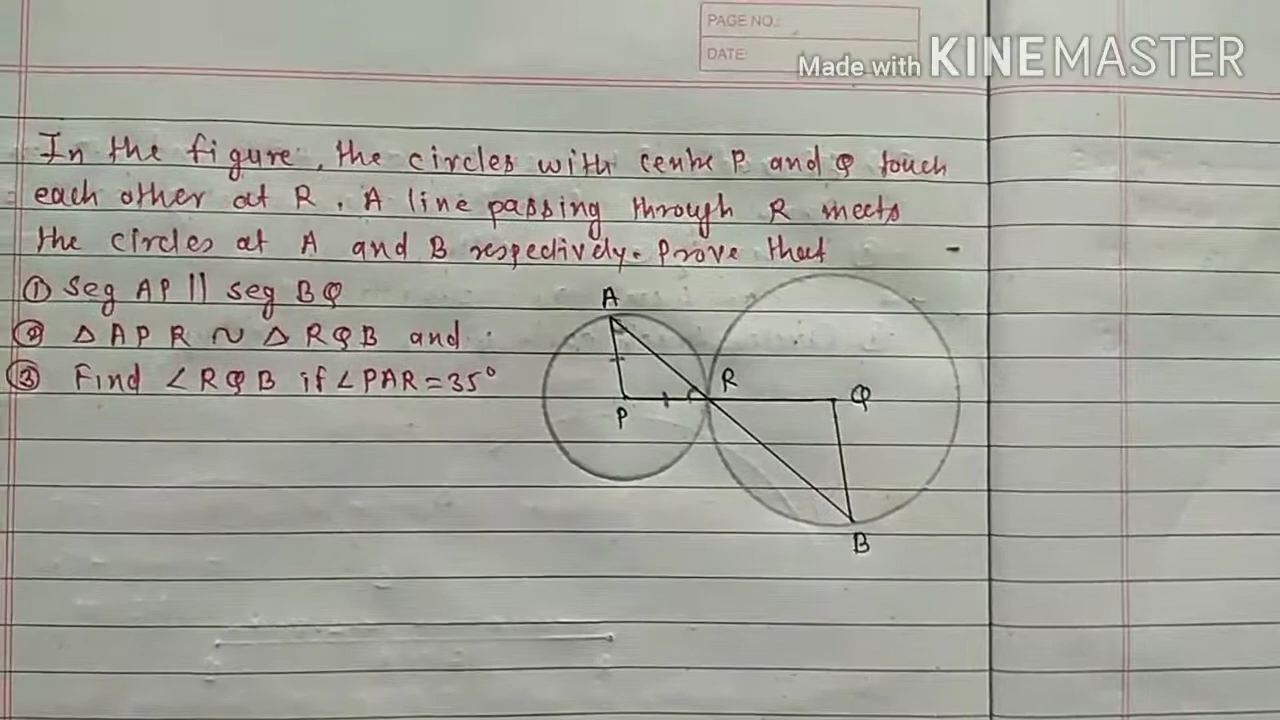 PAGE NO.:
DATE:
Made with KINEMASTER
In the figure, the circles with centre P and Q touch
each other at R. A line passing through R meets
the circles at A and B respectively. Prove that
① Seg AP || seg BQ
② △ APR ~ △ RQB and
③ Find ∠RQB if ∠PAR = 35°
A
R
P
Q
B